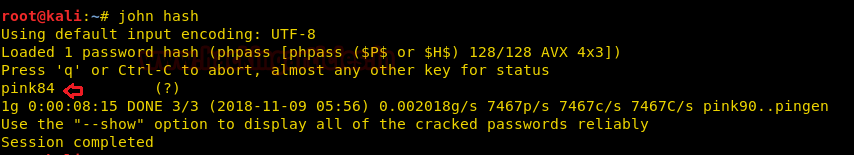 root@kali:~# john hash
Using default input encoding: UTF-8
Loaded 1 password hash (phpass [phpass ($P$ or $H$) 128/128 AVX 4x3])
Press 'q' or Ctrl-C to abort, almost any other key for status
pink84 (?)
1g 0:00:08:15 DONE 3/3 (2018-11-09 05:56) 0.002018g/s 7467p/s 7467c/s 7467C/s pink90..pingen
Use the "--show" option to display all of the cracked passwords reliably
Session completed